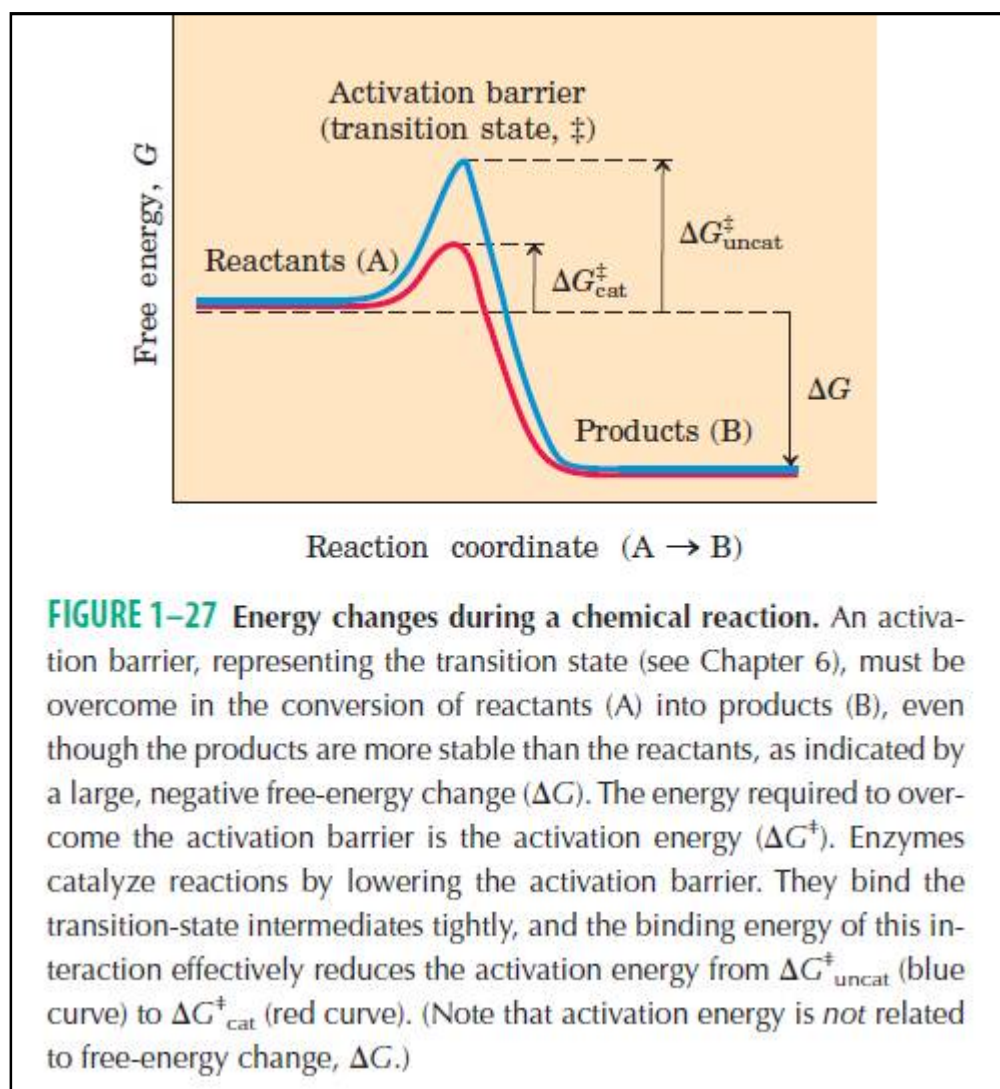 Activation barrier
(transition state, ‡)
Free energy, G
Reactants (A)
ΔG‡uncat
ΔG‡cat
ΔG
Products (B)
Reaction coordinate (A → B)
FIGURE 1–27 Energy changes during a chemical reaction. An activa-
tion barrier, representing the transition state (see Chapter 6), must be
overcome in the conversion of reactants (A) into products (B), even
though the products are more stable than the reactants, as indicated by
a large, negative free-energy change (ΔG). The energy required to over-
come the activation barrier is the activation energy (ΔG‡). Enzymes
catalyze reactions by lowering the activation barrier. They bind the
transition-state intermediates tightly, and the binding energy of this in-
teraction effectively reduces the activation energy from ΔG‡uncat (blue
curve) to ΔG‡cat (red curve). (Note that activation energy is not related
to free-energy change, ΔG.)